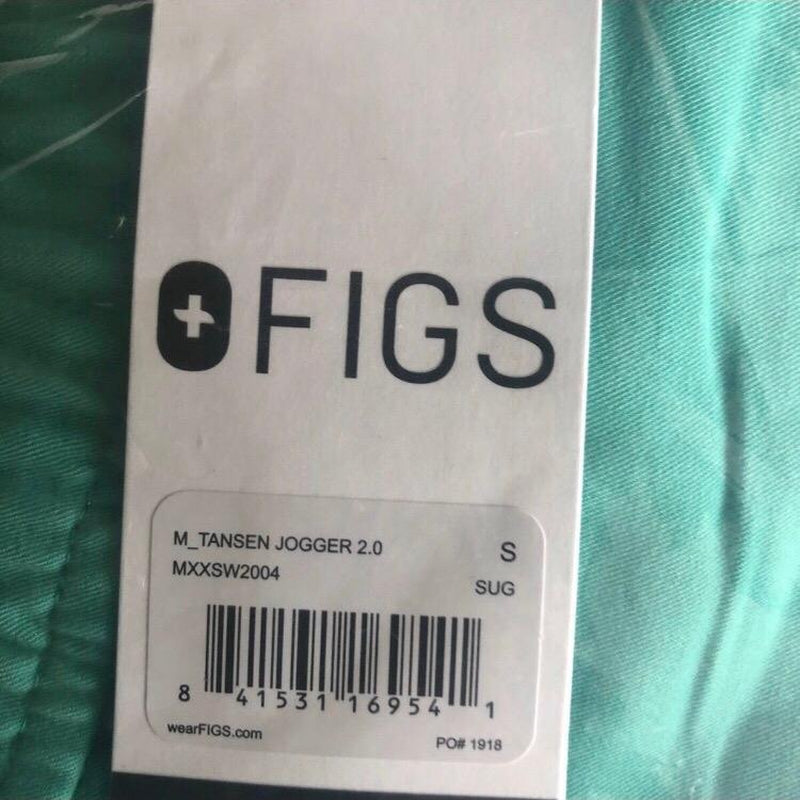 FIGS
M_TANSEN JOGGER 2.0 S
MXXSW2004 SUG
8 41531 16954 1
wearFIGS.com PO# 1918